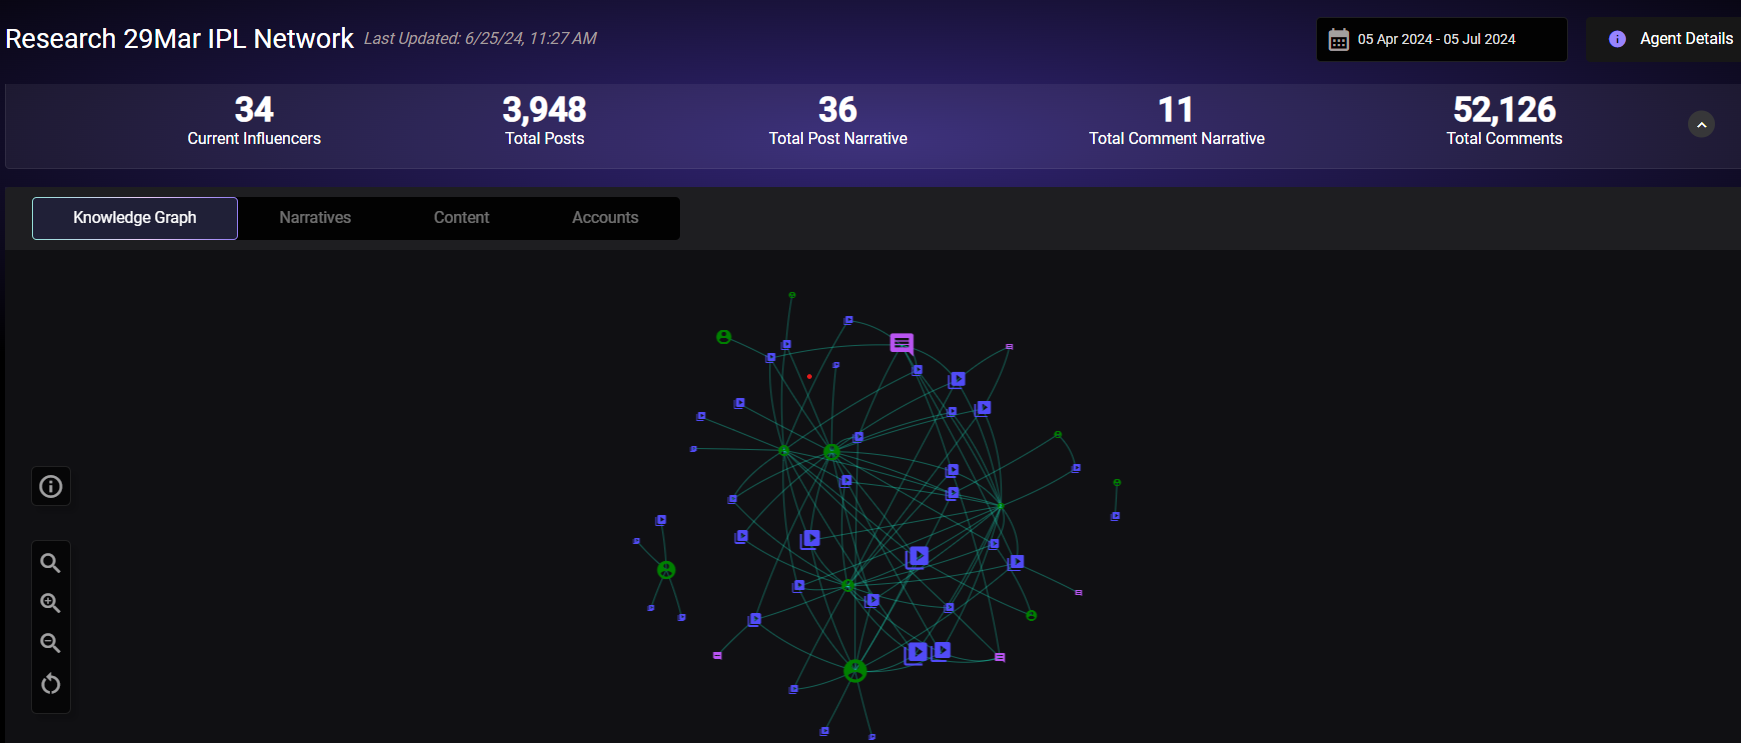 Research 29Mar IPL Network Last Updated: 6/25/24, 11:27 AM
05 Apr 2024 - 05 Jul 2024
Agent Details
34
Current Influencers
3,948
Total Posts
36
Total Post Narrative
11
Total Comment Narrative
52,126
Total Comments
Knowledge Graph
Narratives
Content
Accounts